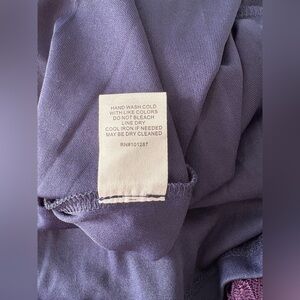 HAND WASH COLD
WITH LIKE COLORS
DO NOT BLEACH
LINE DRY
COOL IRON IF NEEDED
MAY BE DRY CLEANED
RN#101287